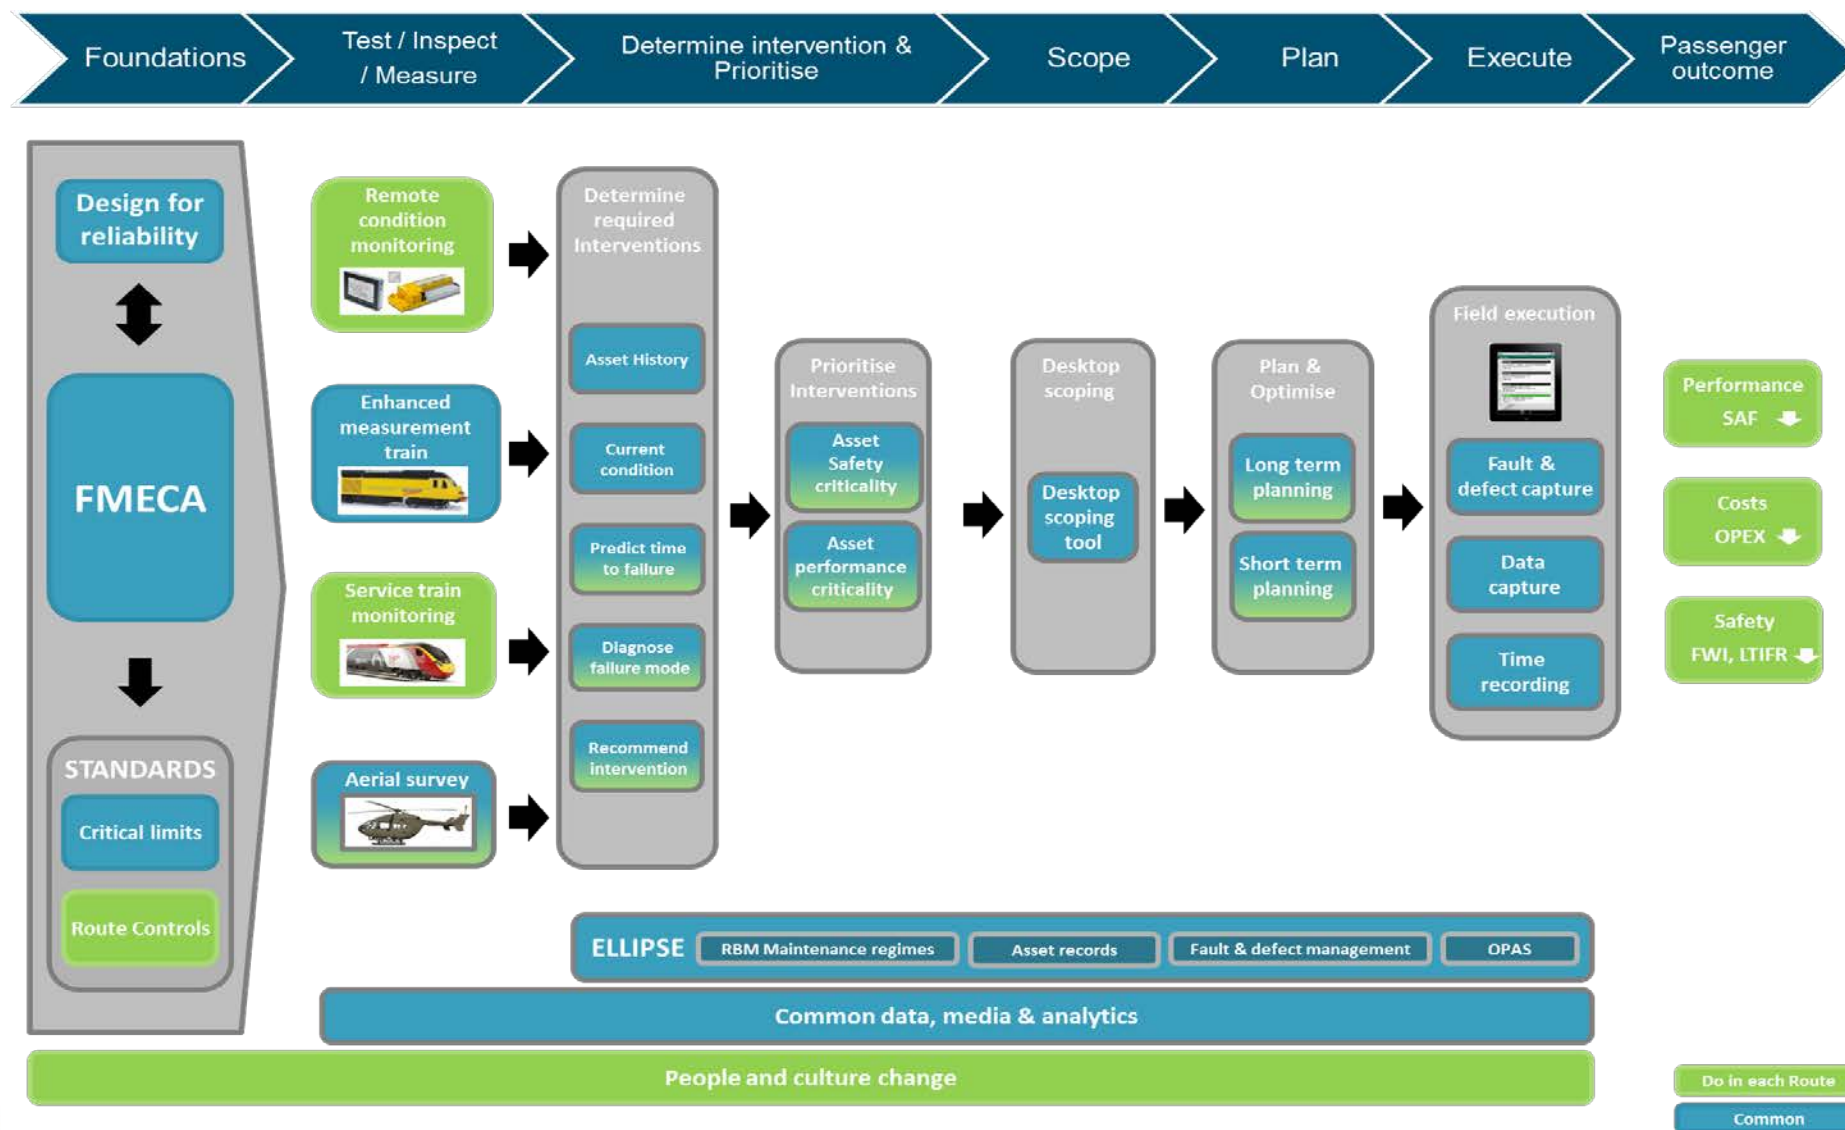 Foundations
Test / Inspect
/ Measure
Determine intervention &
Prioritise
Scope
Plan
Execute
Passenger
outcome
Design for
reliability
FMECA
STANDARDS
Critical limits
Route Controls
Remote
condition
monitoring
Enhanced
measurement
train
Service train
monitoring
Aerial survey
Determine
required
Interventions
Asset History
Current
condition
Predict time
to failure
Diagnose
failure mode
Recommend
intervention
Prioritise
Interventions
Asset
Safety
criticality
Asset
performance
criticality
Desktop
scoping
Desktop
scoping
tool
Plan &
Optimise
Long term
planning
Short term
planning
Field execution
Fault &
defect capture
Data
capture
Time
recording
Performance
SAF
Costs
OPEX
Safety
FWI, LTIFR
ELLIPSE
RBM Maintenance regimes
Asset records
Fault & defect management
OPAS
Common data, media & analytics
People and culture change
Do in each Route
Common